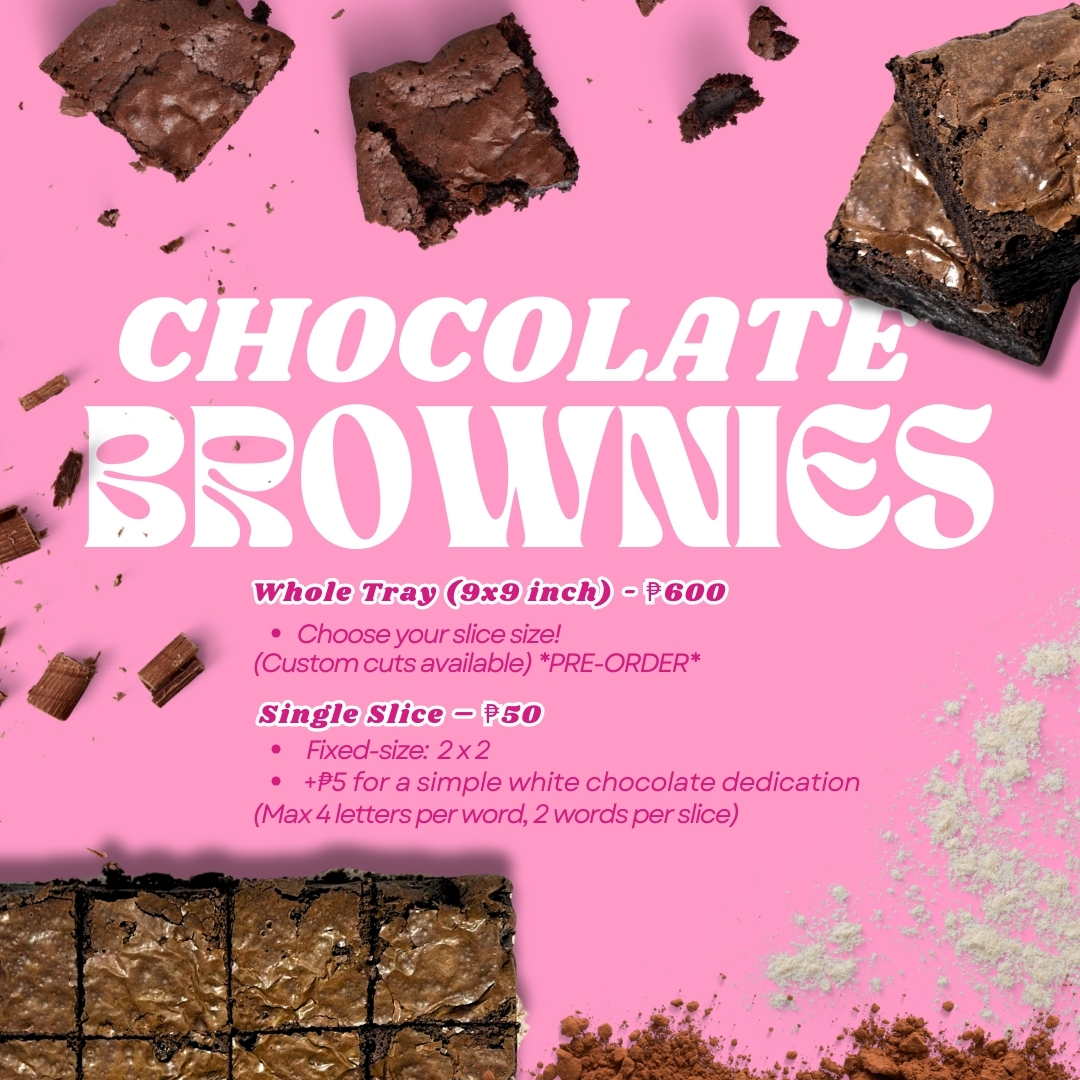 CHOCOLATE
BROWNIES
Whole Tray (9x9 inch) - ₱600
• Choose your slice size!
(Custom cuts available) *PRE-ORDER*
Single Slice – ₱50
• Fixed-size: 2 x 2
• +₱5 for a simple white chocolate dedication
(Max 4 letters per word, 2 words per slice)